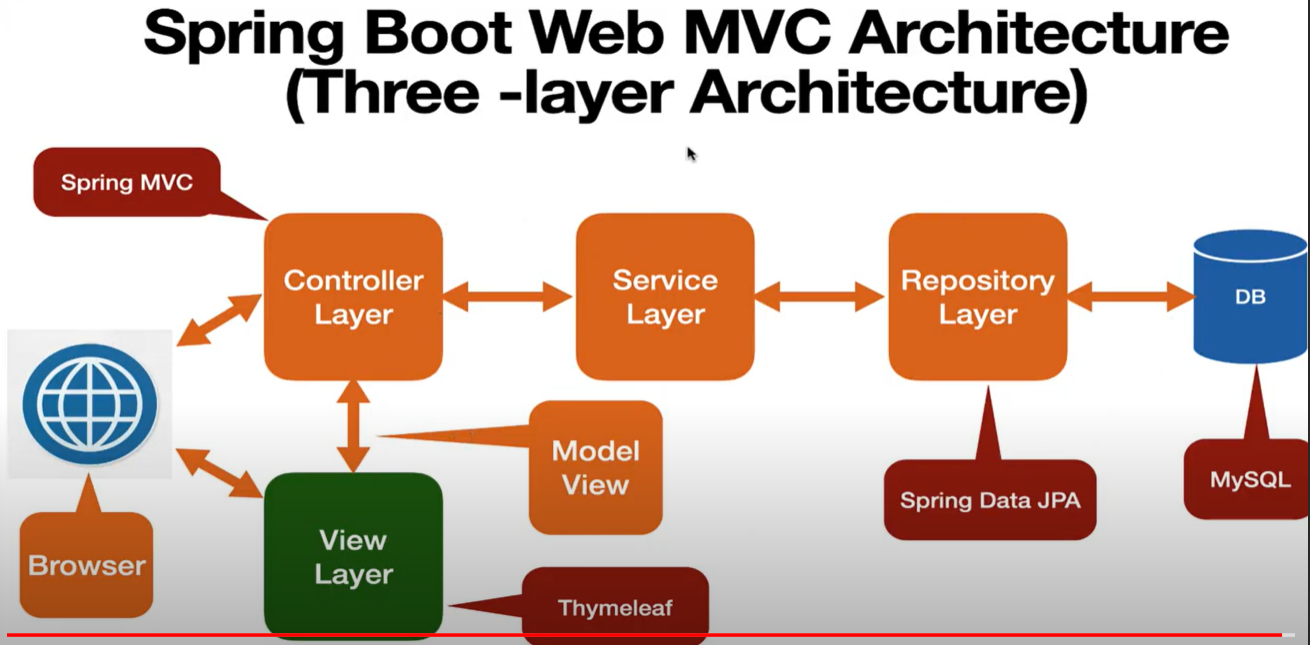 Spring Boot Web MVC Architecture
(Three -layer Architecture)
Spring MVC
Controller
Layer
Service
Layer
Repository
Layer
DB
Model
View
Spring Data JPA
MySQL
Browser
View
Layer
Thymeleaf